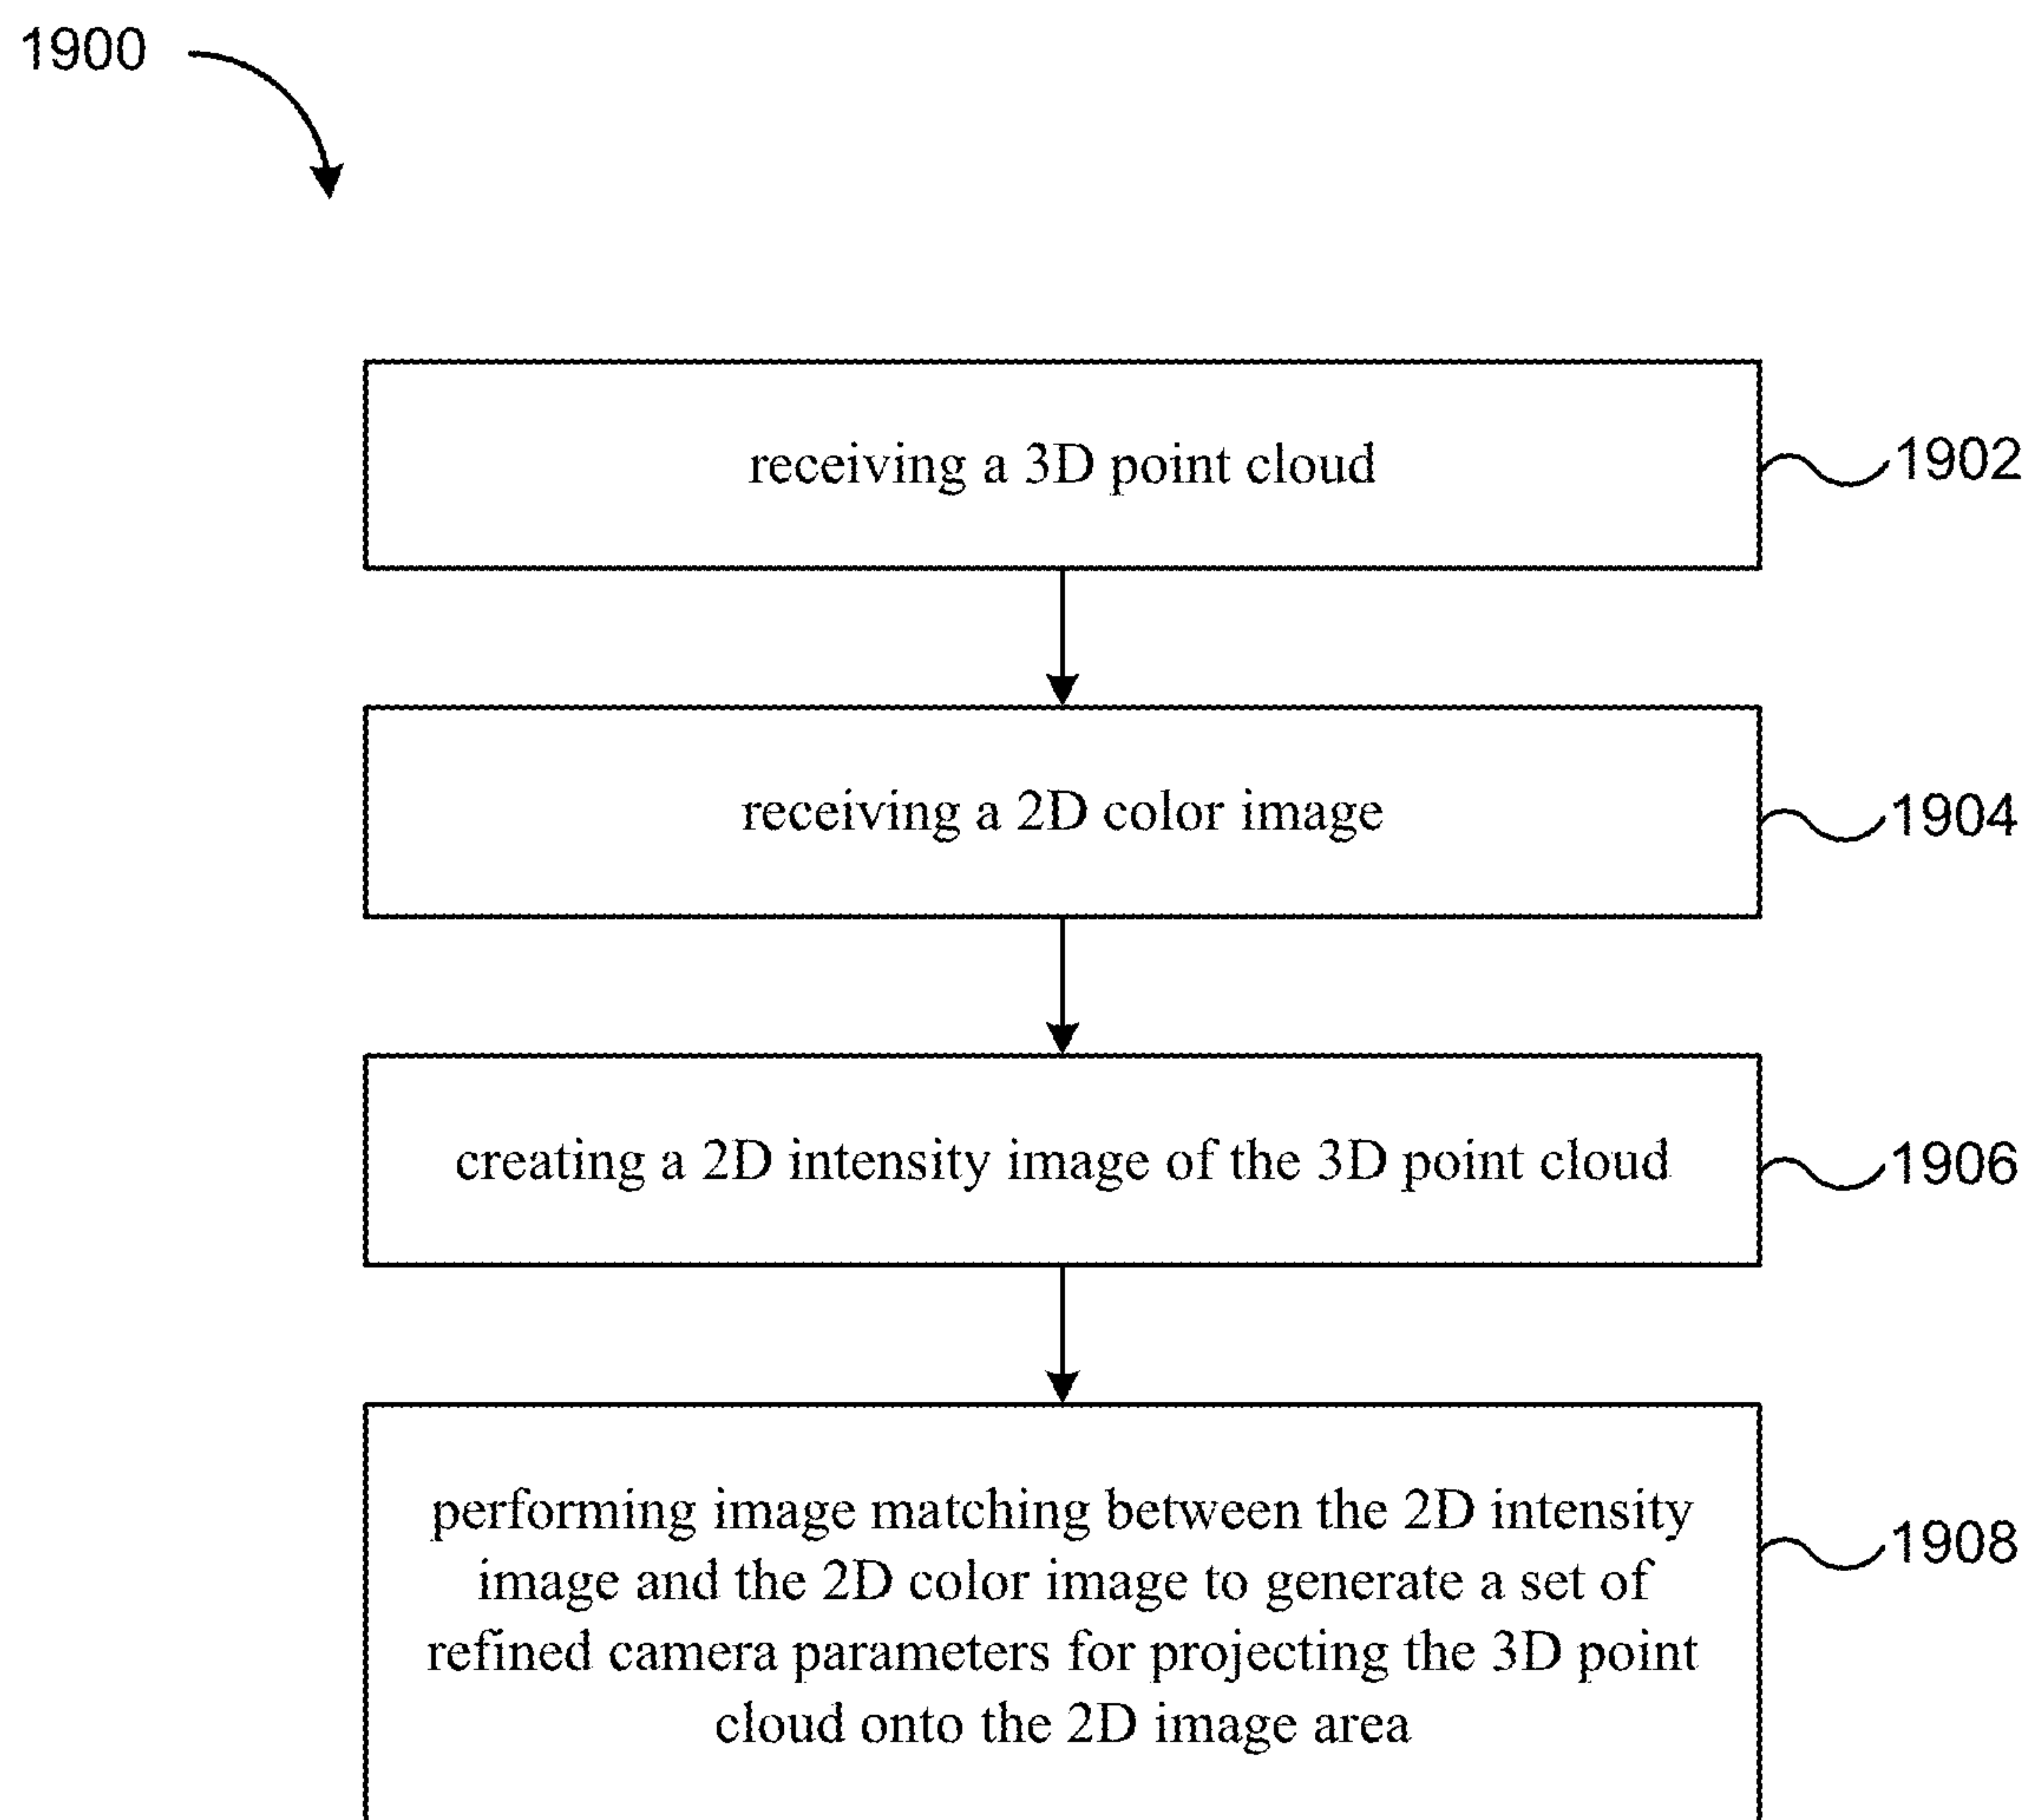 1900
receiving a 3D point cloud
1902
receiving a 2D color image
1904
creating a 2D intensity image of the 3D point cloud
1906
performing image matching between the 2D intensity
image and the 2D color image to generate a set of
refined camera parameters for projecting the 3D point
cloud onto the 2D image area
1908